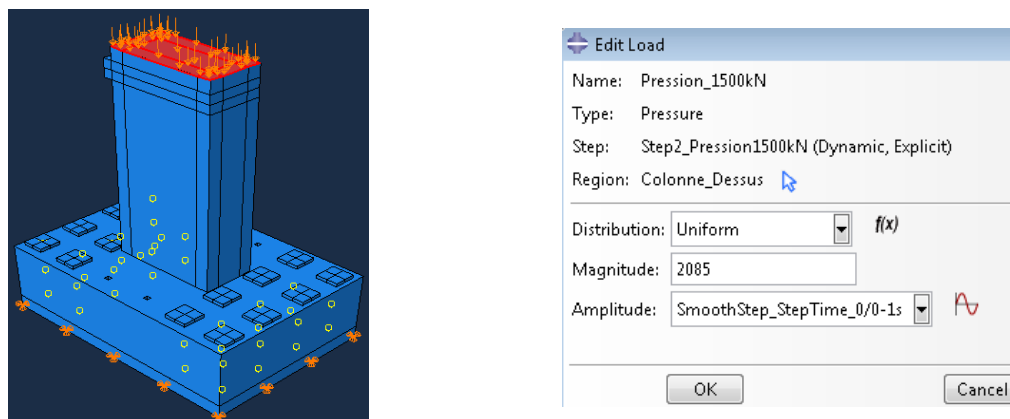 Edit Load
Name: Pression_1500kN
Type: Pressure
Step: Step2_Pression1500kN (Dynamic, Explicit)
Region: Colonne_Dessus
Distribution: Uniform f(x)
Magnitude: 2085
Amplitude: SmoothStep_StepTime_0/0-1s
OK Cancel